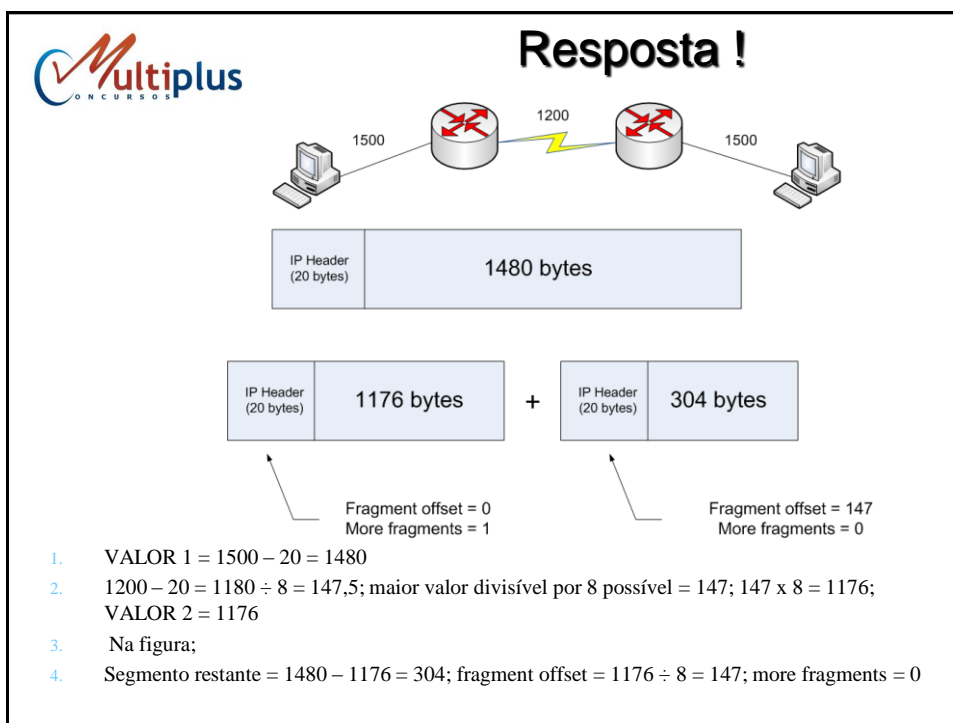 Multiplus
CONCURSOS
Resposta !
1500
1200
1500
IP Header
(20 bytes)
1480 bytes
IP Header
(20 bytes)
1176 bytes
+
IP Header
(20 bytes)
304 bytes
Fragment offset = 0
More fragments = 1
Fragment offset = 147
More fragments = 0
1. VALOR 1 = 1500 – 20 = 1480
2. 1200 – 20 = 1180 ÷ 8 = 147,5; maior valor divisível por 8 possível = 147; 147 x 8 = 1176;
VALOR 2 = 1176
3. Na figura;
4. Segmento restante = 1480 – 1176 = 304; fragment offset = 1176 ÷ 8 = 147; more fragments = 0